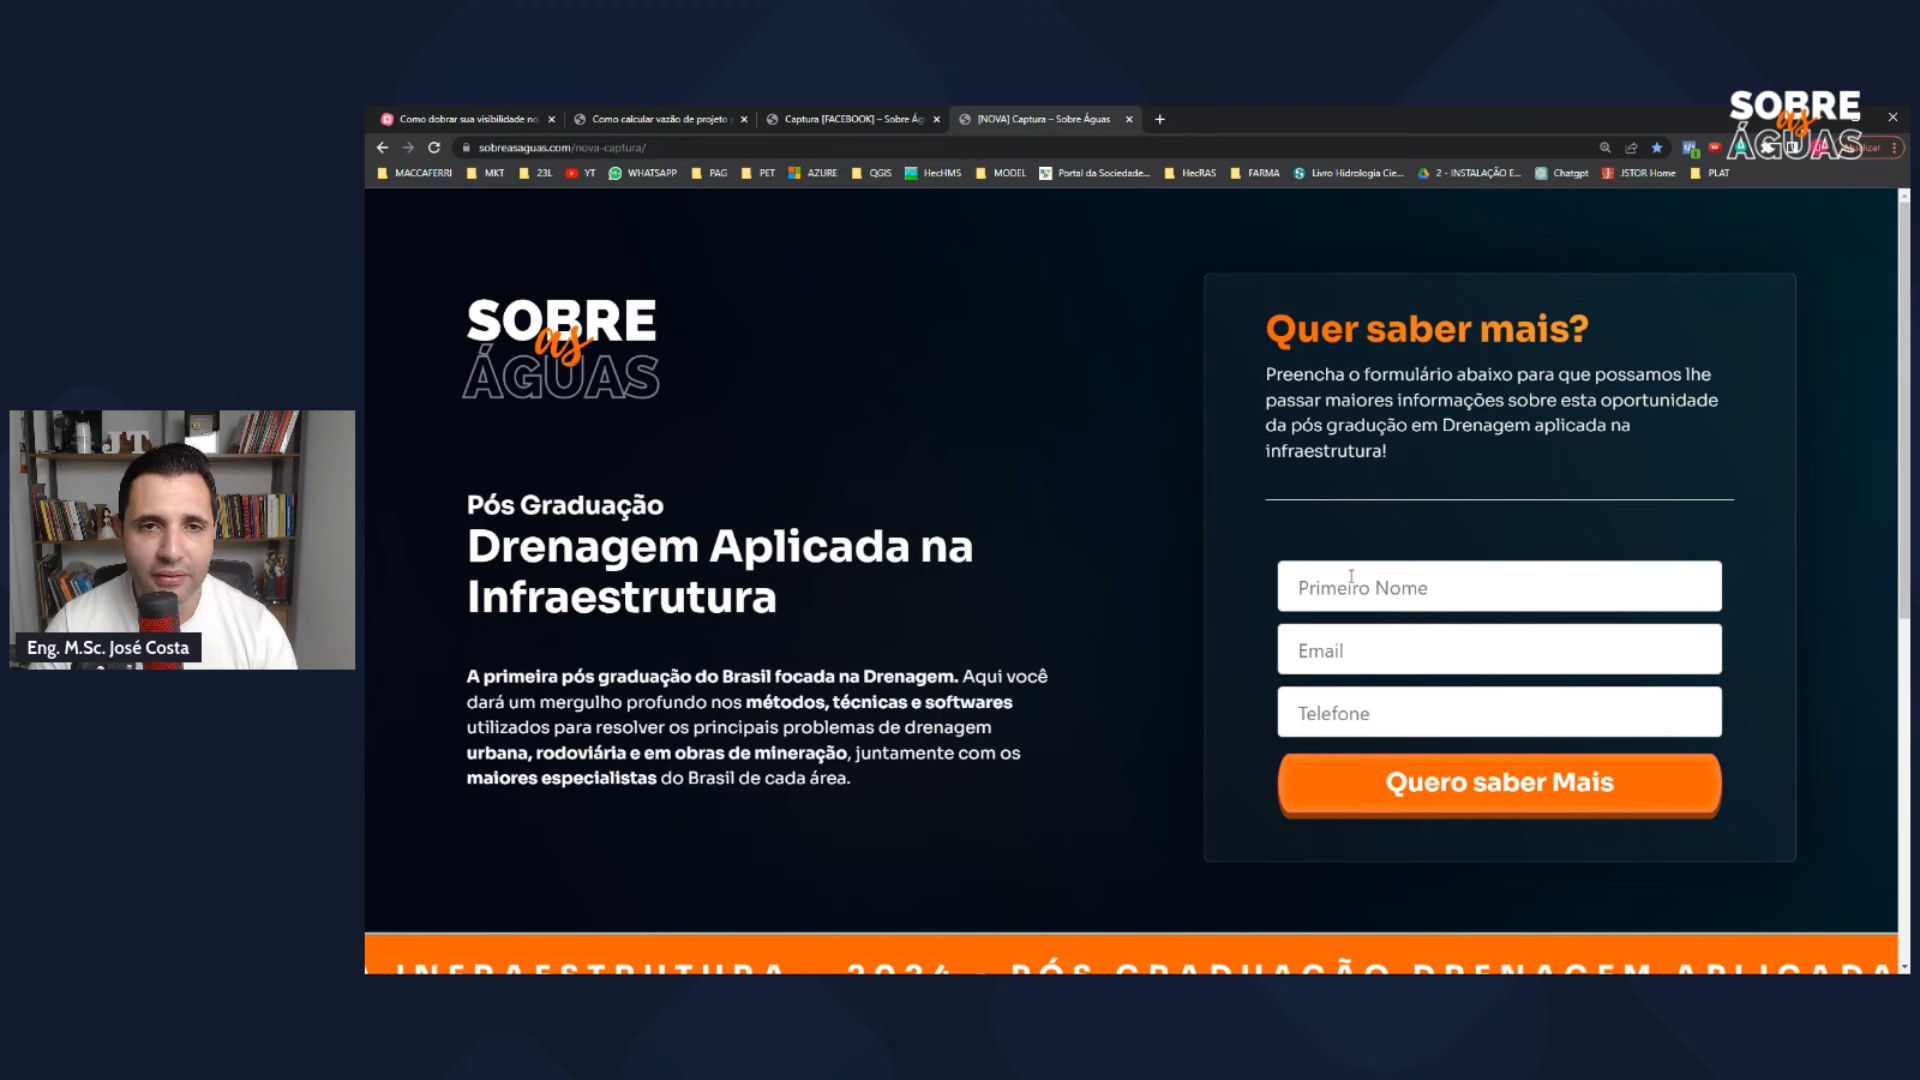 SOBRE
as
ÁGUAS
Como dobrar sua visibilidade no
Como calcular vazão de projeto
Captura [FACEBOOK] – Sobre Ág
[NOVA] Captura – Sobre Águas
sobreasaguas.com/nova-captura/
MACCAFERRI
MKT
23L
YT
WHATSAPP
PAG
PET
AZURE
QGIS
HecHMS
MODEL
Portal da Sociedade...
HecRAS
FARMA
Livro Hidrologia Cie...
2 - INSTALAÇÃO E...
Chatgpt
JSTOR Home
PLAT
SOBRE
as
ÁGUAS
Pós Graduação
Drenagem Aplicada na
Infraestrutura
A primeira pós graduação do Brasil focada na Drenagem. Aqui você
dará um mergulho profundo nos métodos, técnicas e softwares
utilizados para resolver os principais problemas de drenagem
urbana, rodoviária e em obras de mineração, juntamente com os
maiores especialistas do Brasil de cada área.
Quer saber mais?
Preencha o formulário abaixo para que possamos lhe
passar maiores informações sobre esta oportunidade
da pós gradução em Drenagem aplicada na
infraestrutura!
Primeiro Nome
Email
Telefone
Quero saber Mais
JT
Eng. M.Sc. José Costa
INFRAESTRUTURA - 2024 - PÓS GRADUAÇÃO DRENAGEM APLICADA